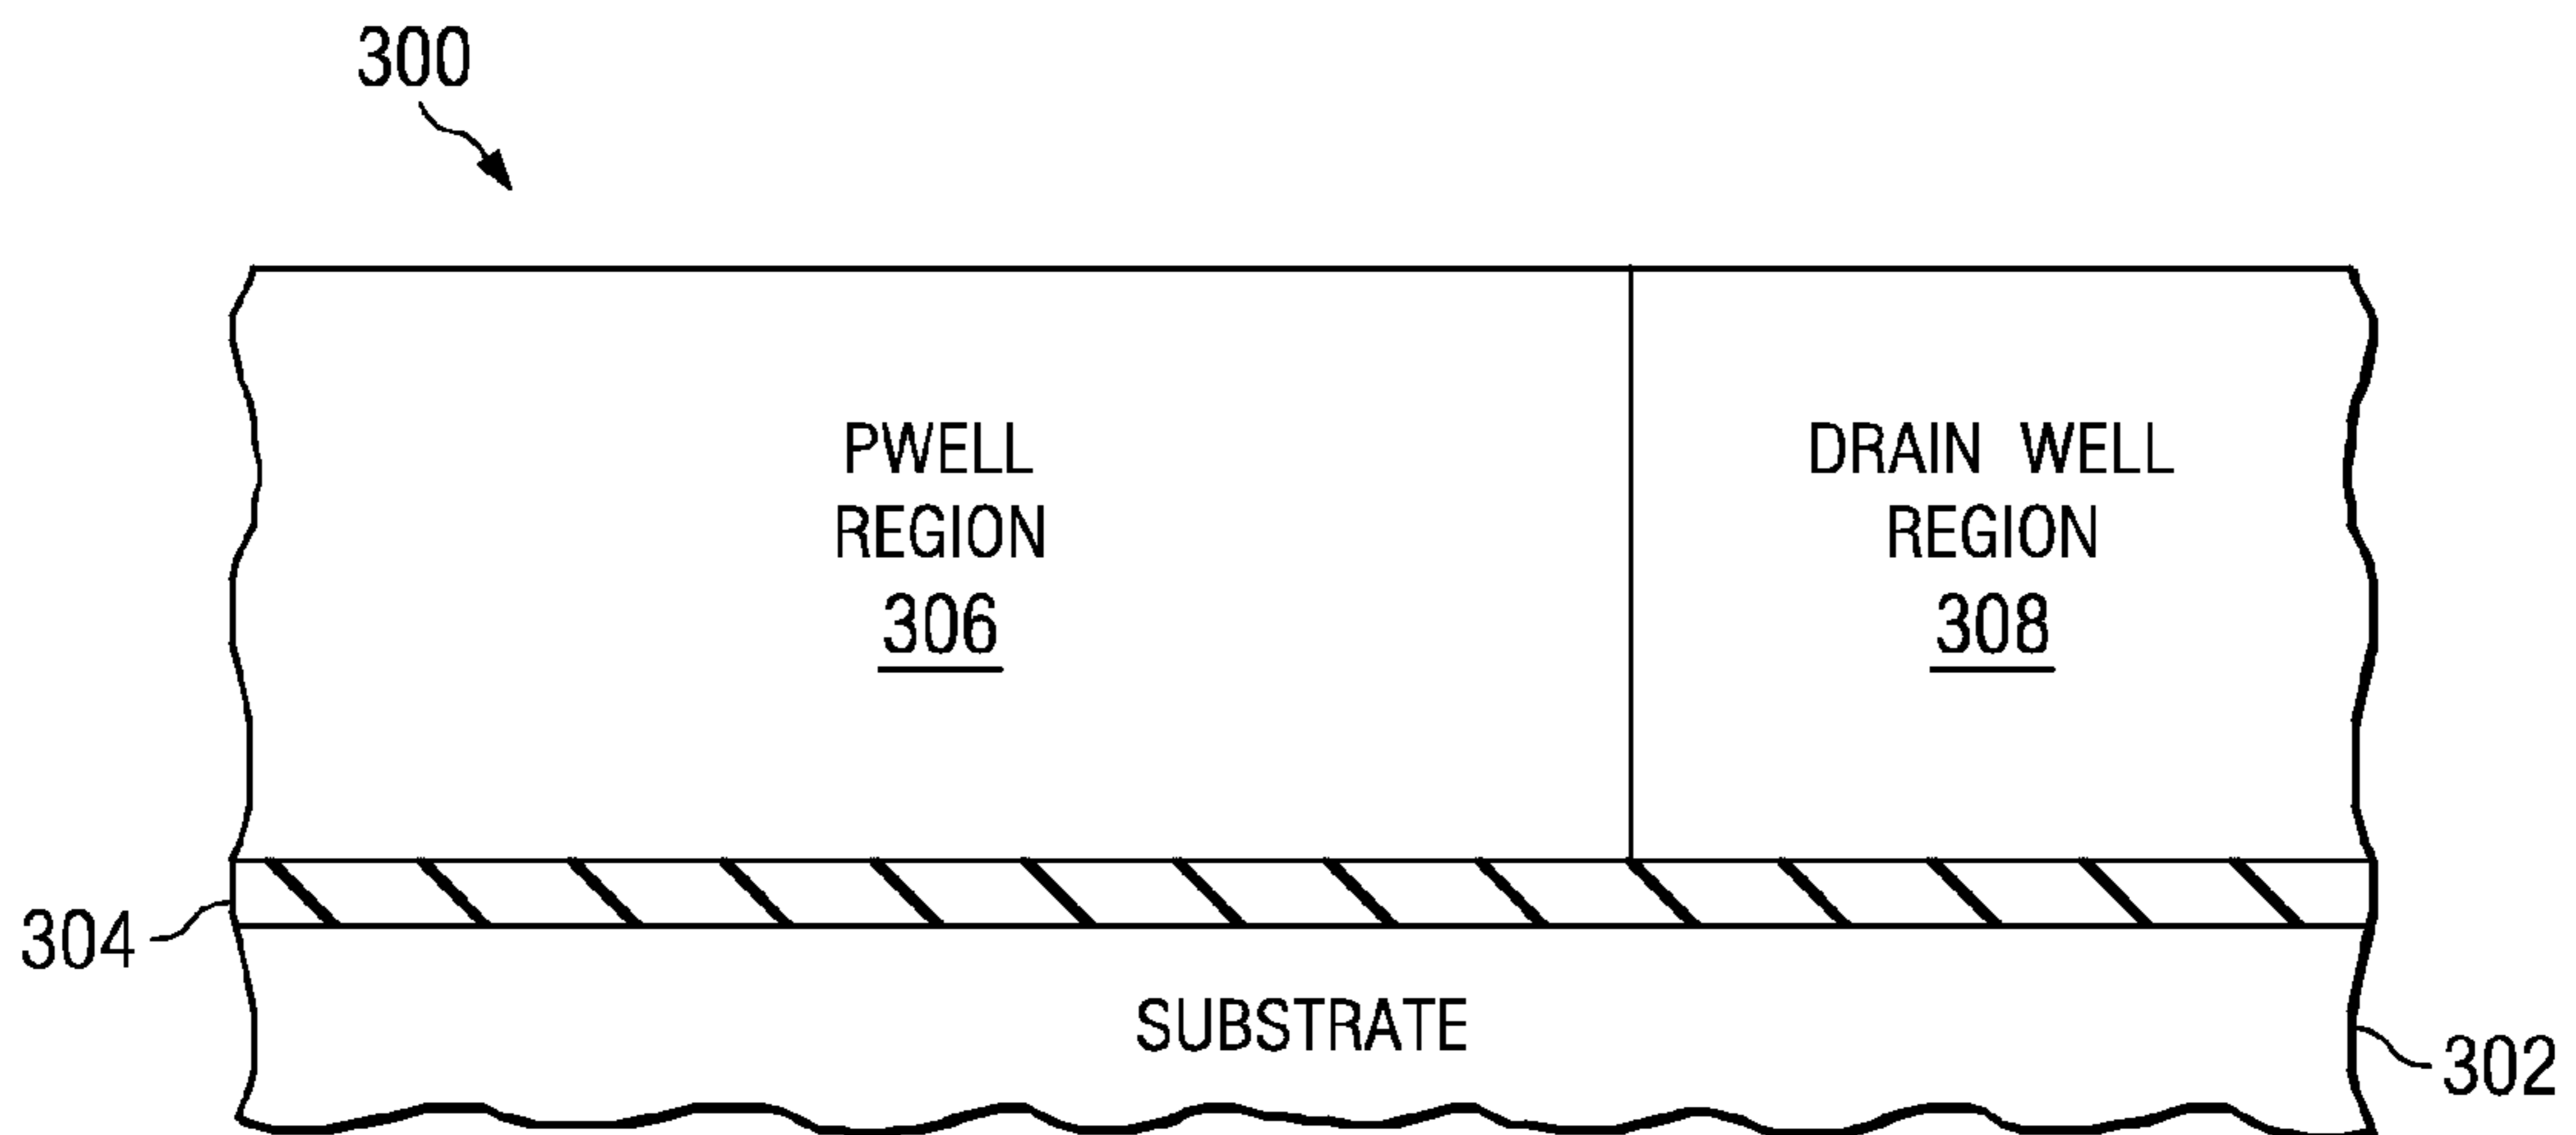 300
PWELL
REGION
306
DRAIN WELL
REGION
308
304
SUBSTRATE
302